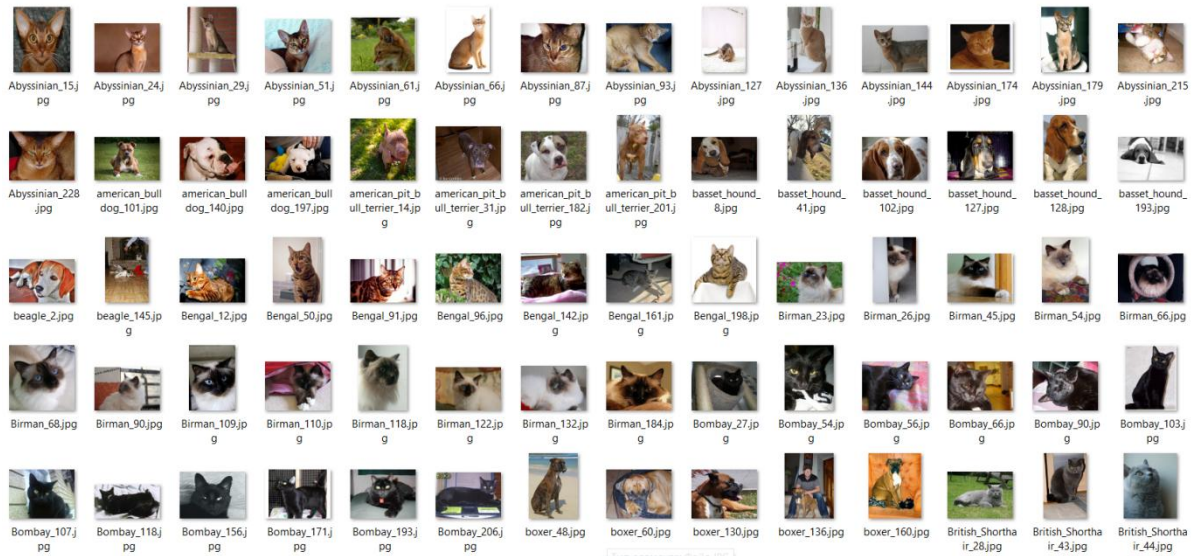 Abyssinian_15.j Abyssinian_24.j Abyssinian_29.j Abyssinian_51.j Abyssinian_61.j Abyssinian_66.j Abyssinian_87.j Abyssinian_93.j Abyssinian_127 Abyssinian_136 Abyssinian_144 Abyssinian_174 Abyssinian_179 Abyssinian_215
pg pg pg pg pg pg pg pg .jpg .jpg .jpg .jpg .jpg .jpg
Abyssinian_228 american_bull american_bull american_bull american_pit_b american_pit_b american_pit_b american_pit_b basset_hound_ basset_hound_ basset_hound_ basset_hound_ basset_hound_ basset_hound_
.jpg dog_101.jpg dog_140.jpg dog_197.jpg ull_terrier_14.jp ull_terrier_31.jp ull_terrier_182.j ull_terrier_201.j 8.jpg 41.jpg 102.jpg 127.jpg 128.jpg 193.jpg
g g pg pg
beagle_2.jpg beagle_145.jp Bengal_12.jpg Bengal_50.jpg Bengal_91.jpg Bengal_96.jpg Bengal_142.jp Bengal_161.jp Bengal_198.jp Birman_23.jpg Birman_26.jpg Birman_45.jpg Birman_54.jpg Birman_66.jpg
g g g g
Birman_68.jpg Birman_90.jpg Birman_109.jp Birman_110.jp Birman_118.jp Birman_122.jp Birman_132.jp Birman_184.jp Bombay_27.jp Bombay_54.jp Bombay_56.jp Bombay_66.jp Bombay_90.jp Bombay_103.j
g g g g g g g g g g g pg
Bombay_107.j Bombay_118.j Bombay_156.j Bombay_171.j Bombay_193.j Bombay_206.j boxer_48.jpg boxer_60.jpg boxer_130.jpg boxer_136.jpg boxer_160.jpg British_Shortha British_Shortha British_Shortha
pg pg pg pg pg pg ir_28.jpg ir_43.jpg ir_44.jpg